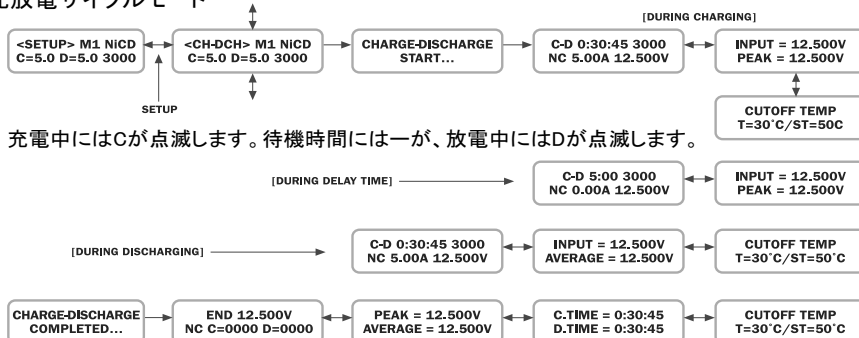 充放電サイクルモード
[DURING CHARGING]
<SETUP> M1 NiCD
C=5.0 D=5.0 3000
<CH-DCH> M1 NiCD
C=5.0 D=5.0 3000
CHARGE-DISCHARGE
START...
C-D 0:30:45 3000
NC 5.00A 12.500V
INPUT = 12.500V
PEAK = 12.500V
SETUP
CUTOFF TEMP
T=30°C/ST=50C
充電中にはCが点滅します。待機時間には一が、放電中にはDが点滅します。
[DURING DELAY TIME]
C-D 5:00 3000
NC 0.00A 12.500V
INPUT = 12.500V
PEAK = 12.500V
[DURING DISCHARGING]
C-D 0:30:45 3000
NC 5.00A 12.500V
INPUT = 12.500V
AVERAGE = 12.500V
CUTOFF TEMP
T=30°C/ST=50°C
CHARGE-DISCHARGE
COMPLETED...
END 12.500V
NC C=0000 D=0000
PEAK = 12.500V
AVERAGE = 12.500V
C.TIME = 0:30:45
D.TIME = 0:30:45
CUTOFF TEMP
T=30°C/ST=50°C